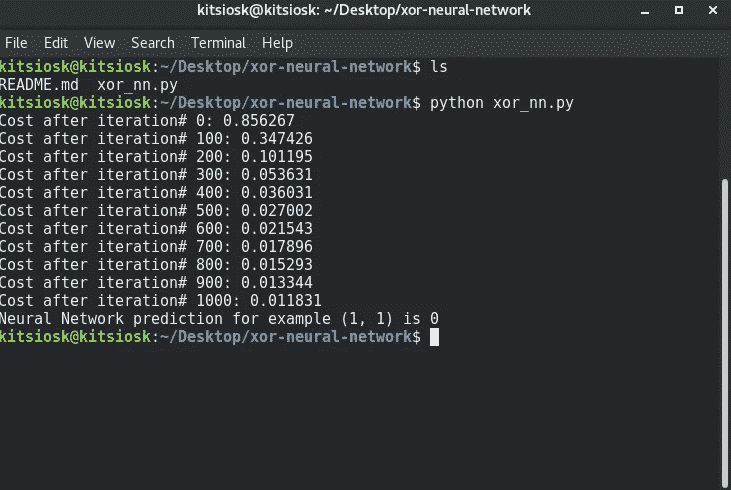 kitsiosk@kitsiosk: ~/Desktop/xor-neural-network
File Edit View Search Terminal Help
kitsiosk@kitsiosk:~/Desktop/xor-neural-network$ ls
README.md xor_nn.py
kitsiosk@kitsiosk:~/Desktop/xor-neural-network$ python xor_nn.py
Cost after iteration# 0: 0.856267
Cost after iteration# 100: 0.347426
Cost after iteration# 200: 0.101195
Cost after iteration# 300: 0.053631
Cost after iteration# 400: 0.036031
Cost after iteration# 500: 0.027002
Cost after iteration# 600: 0.021543
Cost after iteration# 700: 0.017896
Cost after iteration# 800: 0.015293
Cost after iteration# 900: 0.013344
Cost after iteration# 1000: 0.011831
Neural Network prediction for example (1, 1) is 0
kitsiosk@kitsiosk:~/Desktop/xor-neural-network$